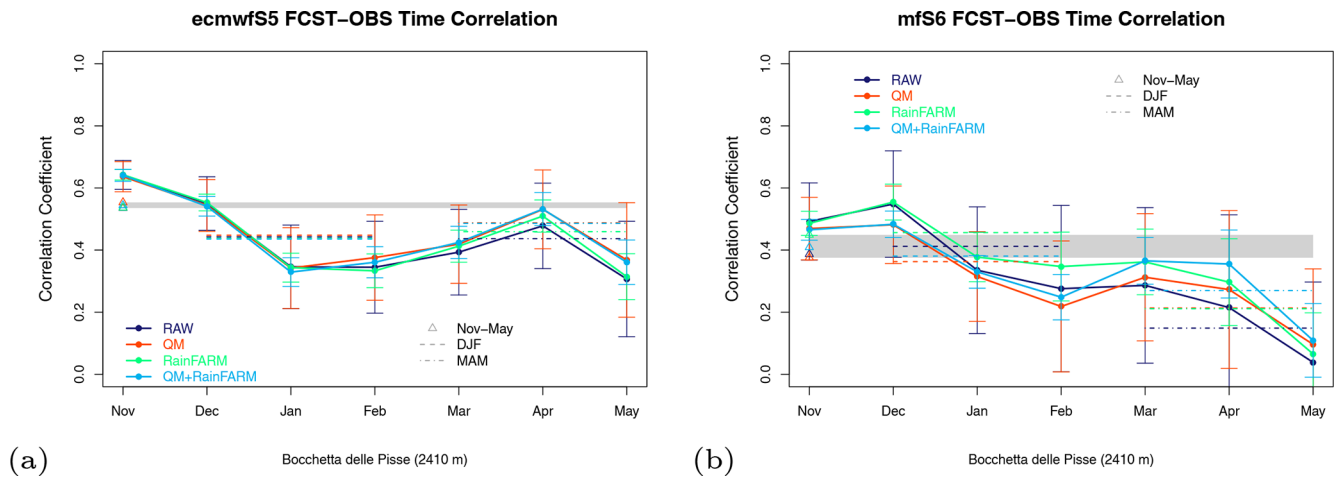 ecmwfS5 FCST−OBS Time Correlation
Correlation Coefficient
1.0
0.8
0.6
0.4
0.2
0.0
RAW
QM
RainFARM
QM+RainFARM
Nov−May
DJF
MAM
Nov Dec Jan Feb Mar Apr May
(a)
Bocchetta delle Pisse (2410 m)
mfS6 FCST−OBS Time Correlation
Correlation Coefficient
1.0
0.8
0.6
0.4
0.2
0.0
RAW
QM
RainFARM
QM+RainFARM
Nov−May
DJF
MAM
Nov Dec Jan Feb Mar Apr May
(b)
Bocchetta delle Pisse (2410 m)